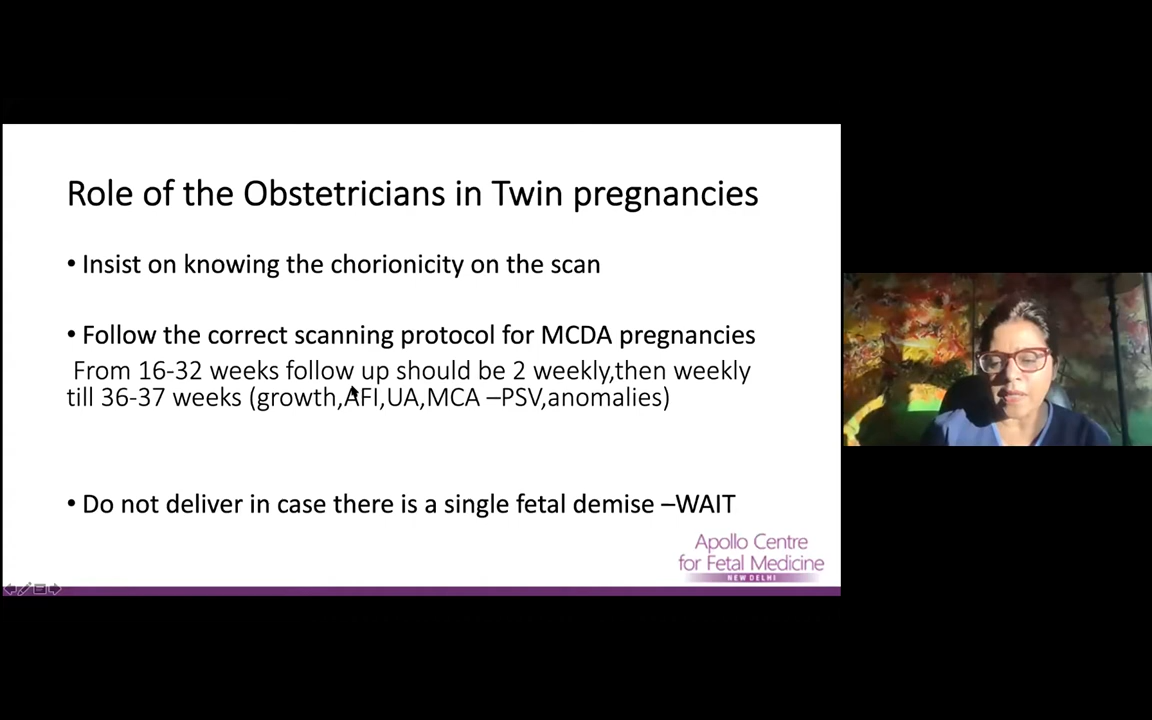 Role of the Obstetricians in Twin pregnancies
• Insist on knowing the chorionicity on the scan
• Follow the correct scanning protocol for MCDA pregnancies
From 16-32 weeks follow up should be 2 weekly,then weekly
till 36-37 weeks (growth,AFI,UA,MCA –PSV,anomalies)
• Do not deliver in case there is a single fetal demise –WAIT
Apollo Centre
for Fetal Medicine
NEW DELHI